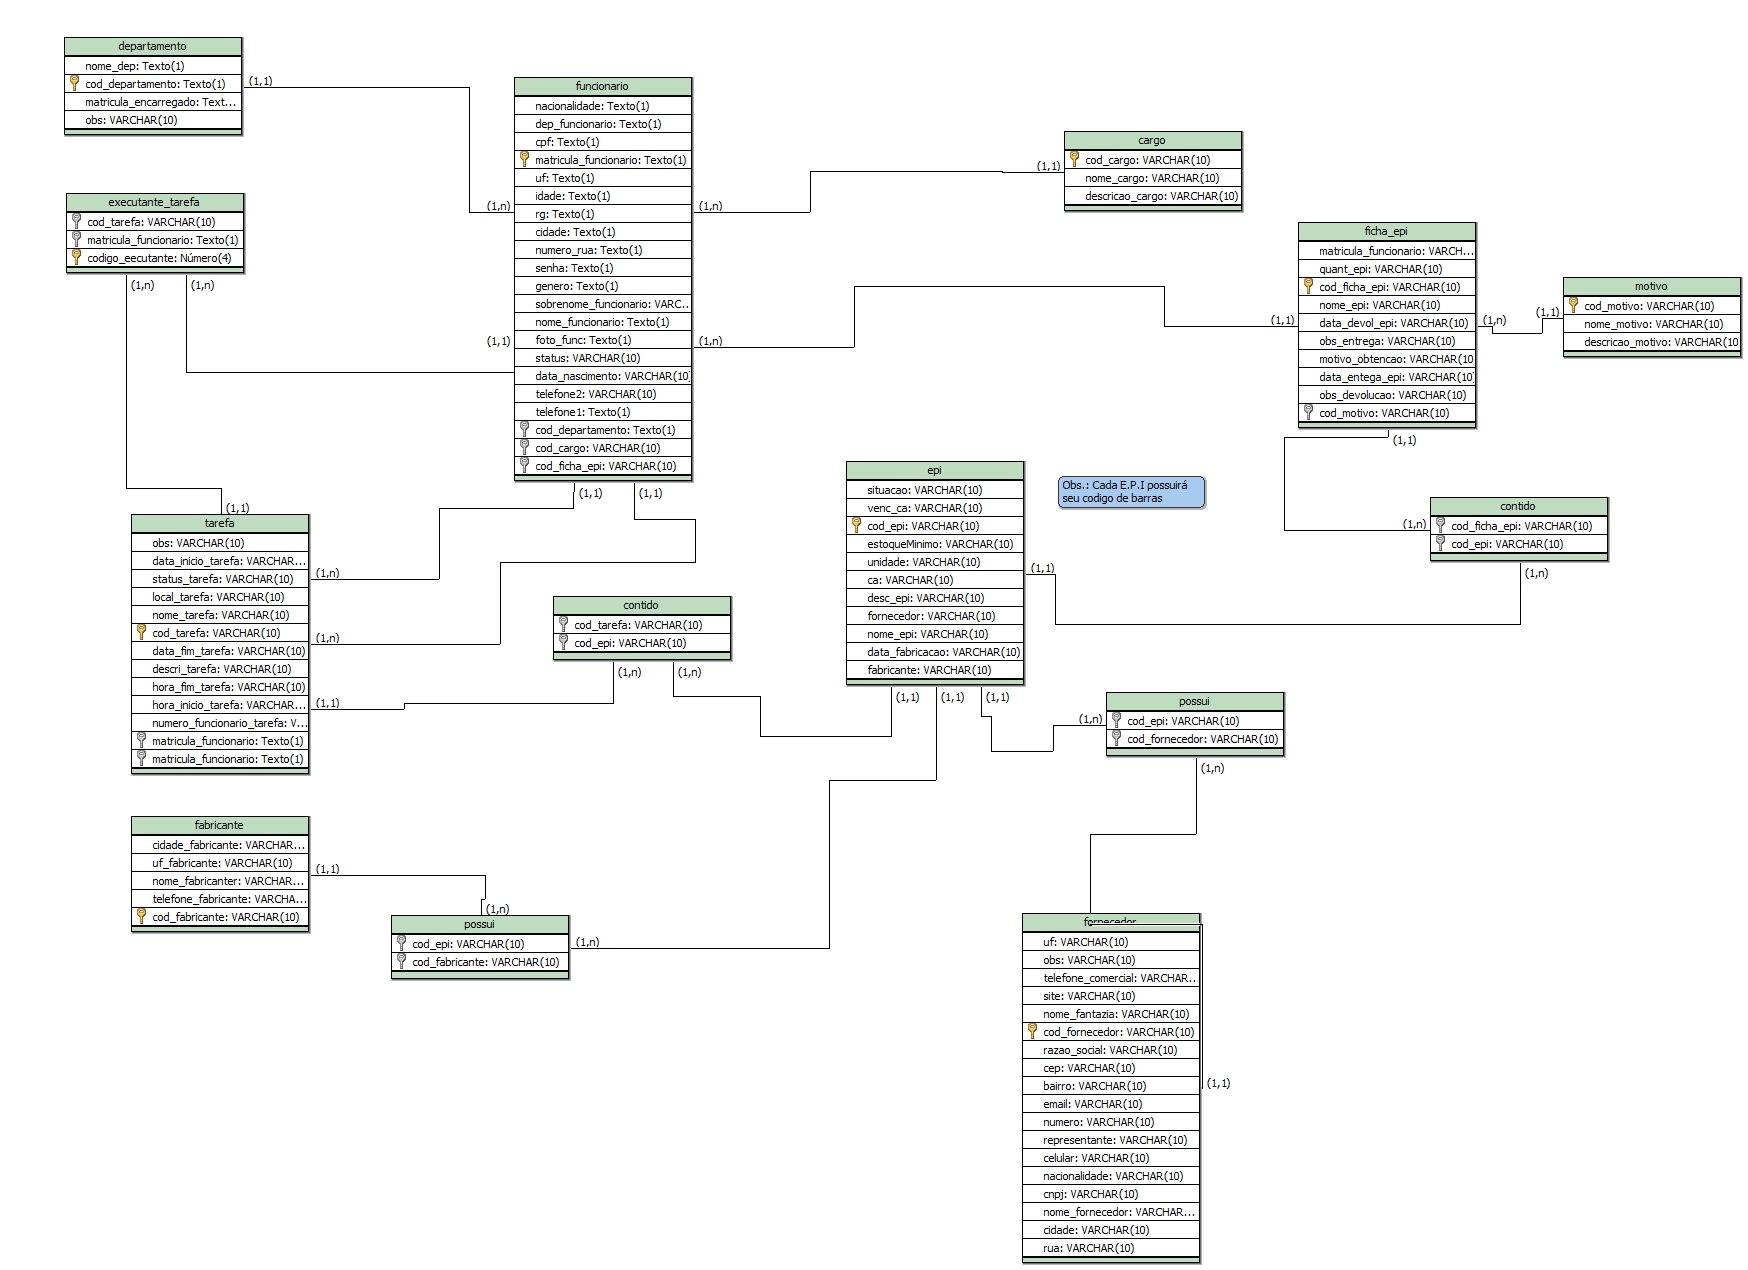 departamento
nome_dep: Texto(1)
cod_departamento: Texto(1)
matricula_encarregado: Text...
obs: VARCHAR(10)
(1,1)
executante_tarefa
cod_tarefa: VARCHAR(10)
matricula_funcionario: Texto(1)
codigo_eecutante: Número(4)
(1,n)
(1,n)
funcionario
nacionalidade: Texto(1)
dep_funcionario: Texto(1)
cpf: Texto(1)
matricula_funcionario: Texto(1)
uf: Texto(1)
idade: Texto(1)
rg: Texto(1)
cidade: Texto(1)
numero_rua: Texto(1)
senha: Texto(1)
genero: Texto(1)
sobrenome_funcionario: VARC...
nome_funcionario: Texto(1)
foto_func: Texto(1)
status: VARCHAR(10)
data_nascimento: VARCHAR(10)
telefone2: VARCHAR(10)
telefone1: Texto(1)
cod_departamento: Texto(1)
cod_cargo: VARCHAR(10)
cod_ficha_epi: VARCHAR(10)
(1,n)
(1,1)
(1,n)
(1,n)
(1,1)
(1,1)
cargo
cod_cargo: VARCHAR(10)
nome_cargo: VARCHAR(10)
descricao_cargo: VARCHAR(10)
(1,1)
ficha_epi
matricula_funcionario: VARCH...
quant_epi: VARCHAR(10)
cod_ficha_epi: VARCHAR(10)
nome_epi: VARCHAR(10)
data_devol_epi: VARCHAR(10)
obs_entrega: VARCHAR(10)
motivo_obtencao: VARCHAR(10
data_entega_epi: VARCHAR(10)
obs_devolucao: VARCHAR(10)
cod_motivo: VARCHAR(10)
(1,1)
(1,n)
(1,1)
(1,1)
motivo
cod_motivo: VARCHAR(10)
nome_motivo: VARCHAR(10)
descricao_motivo: VARCHAR(10
epi
situacao: VARCHAR(10)
venc_ca: VARCHAR(10)
cod_epi: VARCHAR(10)
estoqueMinimo: VARCHAR(10)
unidade: VARCHAR(10)
ca: VARCHAR(10)
desc_epi: VARCHAR(10)
fornecedor: VARCHAR(10)
nome_epi: VARCHAR(10)
data_fabricacao: VARCHAR(10)
fabricante: VARCHAR(10)
(1,1)
(1,1)
(1,1)
(1,1)
Obs.: Cada E.P.I possuirá
seu codigo de barras
contido
cod_ficha_epi: VARCHAR(10)
cod_epi: VARCHAR(10)
(1,n)
(1,n)
(1,1)
tarefa
obs: VARCHAR(10)
data_inicio_tarefa: VARCHAR...
status_tarefa: VARCHAR(10)
local_tarefa: VARCHAR(10)
nome_tarefa: VARCHAR(10)
cod_tarefa: VARCHAR(10)
data_fim_tarefa: VARCHAR(10)
descri_tarefa: VARCHAR(10)
hora_fim_tarefa: VARCHAR(10)
hora_inicio_tarefa: VARCHAR...
numero_funcionario_tarefa: V...
matricula_funcionario: Texto(1)
matricula_funcionario: Texto(1)
(1,n)
(1,n)
(1,1)
contido
cod_tarefa: VARCHAR(10)
cod_epi: VARCHAR(10)
(1,n)
(1,n)
possui
cod_epi: VARCHAR(10)
cod_fornecedor: VARCHAR(10)
(1,n)
(1,n)
fabricante
cidade_fabricante: VARCHAR...
uf_fabricante: VARCHAR(10)
nome_fabricanter: VARCHAR...
telefone_fabricante: VARCHA...
cod_fabricante: VARCHAR(10)
(1,1)
(1,n)
possui
cod_epi: VARCHAR(10)
cod_fabricante: VARCHAR(10)
(1,n)
fornecedor
uf: VARCHAR(10)
obs: VARCHAR(10)
telefone_comercial: VARCHAR...
site: VARCHAR(10)
nome_fantazia: VARCHAR(10)
cod_fornecedor: VARCHAR(10)
razao_social: VARCHAR(10)
cep: VARCHAR(10)
bairro: VARCHAR(10)
email: VARCHAR(10)
numero: VARCHAR(10)
representante: VARCHAR(10)
celular: VARCHAR(10)
nacionalidade: VARCHAR(10)
cnpj: VARCHAR(10)
nome_fornecedor: VARCHAR...
cidade: VARCHAR(10)
rua: VARCHAR(10)
(1,1)